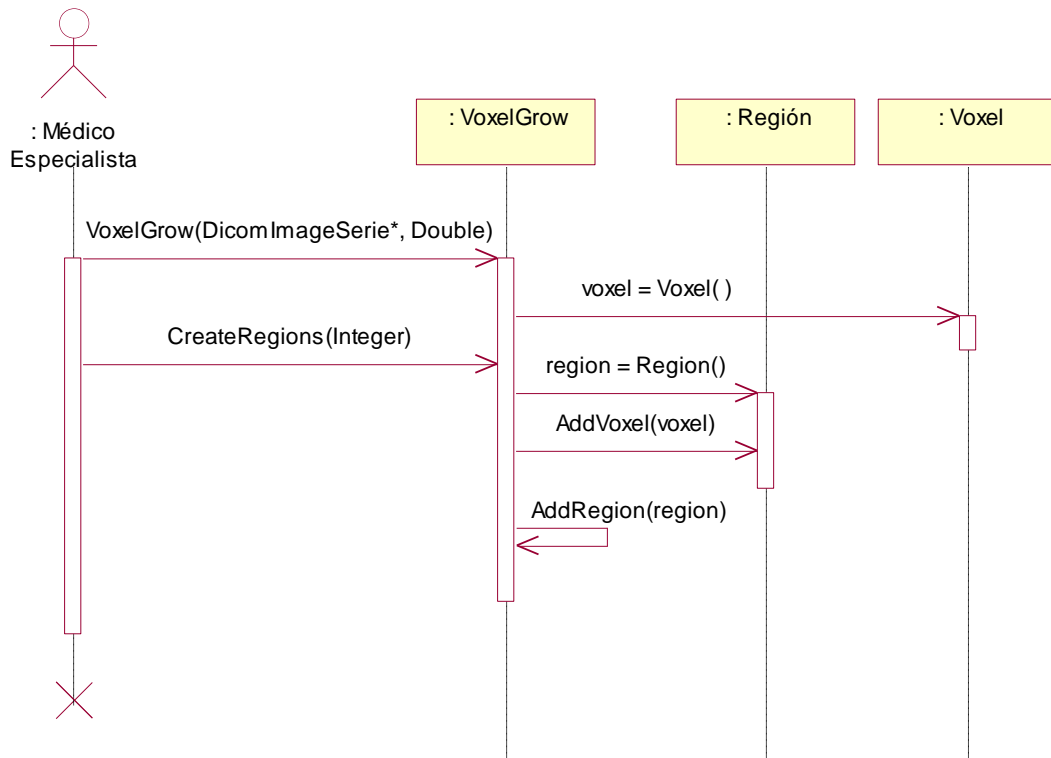 : Médico
Especialista
: VoxelGrow
: Región
: Voxel
VoxelGrow(DicomImageSerie*, Double)
voxel = Voxel( )
CreateRegions(Integer)
region = Region()
AddVoxel(voxel)
AddRegion(region)